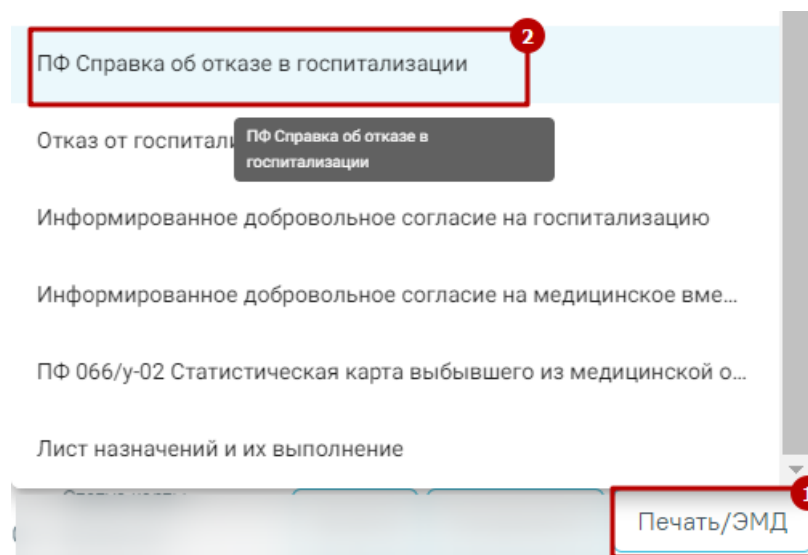 2
ПФ Справка об отказе в госпитализации
Отказ от госпитали
ПФ Справка об отказе в
госпитализации
Информированное добровольное согласие на госпитализацию
Информированное добровольное согласие на медицинское вме...
ПФ 066/у-02 Статистическая карта выбывшего из медицинской о...
Лист назначений и их выполнение
1
Печать/ЭМД